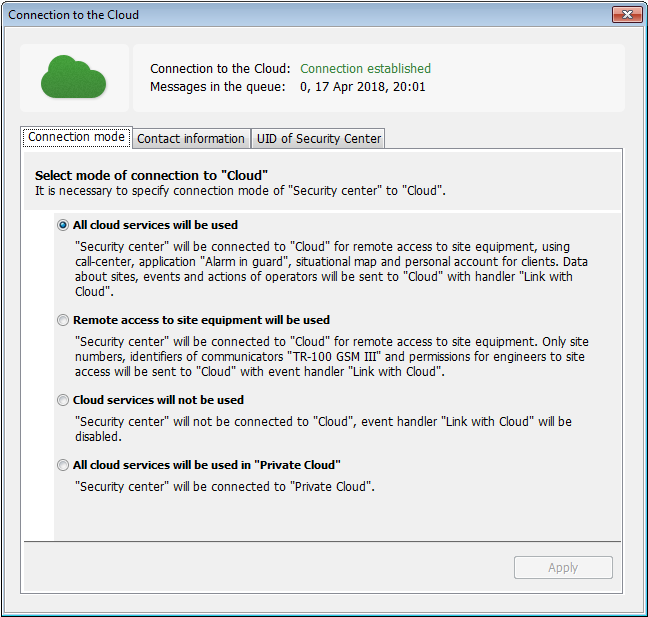 Connection to the Cloud
Connection to the Cloud: Connection established
Messages in the queue: 0, 17 Apr 2018, 20:01
Connection mode Contact information UID of Security Center
Select mode of connection to "Cloud"
It is necessary to specify connection mode of "Security center" to "Cloud".
All cloud services will be used
"Security center" will be connected to "Cloud" for remote access to site equipment, using
call-center, application "Alarm in guard", situational map and personal account for clients. Data
about sites, events and actions of operators will be sent to "Cloud" with handler "Link with
Cloud".
Remote access to site equipment will be used
"Security center" will be connected to "Cloud" for remote access to site equipment. Only site
numbers, identifiers of communicators "TR-100 GSM III" and permissions for engineers to site
access will be sent to "Cloud" with event handler "Link with Cloud".
Cloud services will not be used
"Security center" will not be connected to "Cloud", event handler "Link with Cloud" will be
disabled.
All cloud services will be used in "Private Cloud"
"Security center" will be connected to "Private Cloud".
Apply